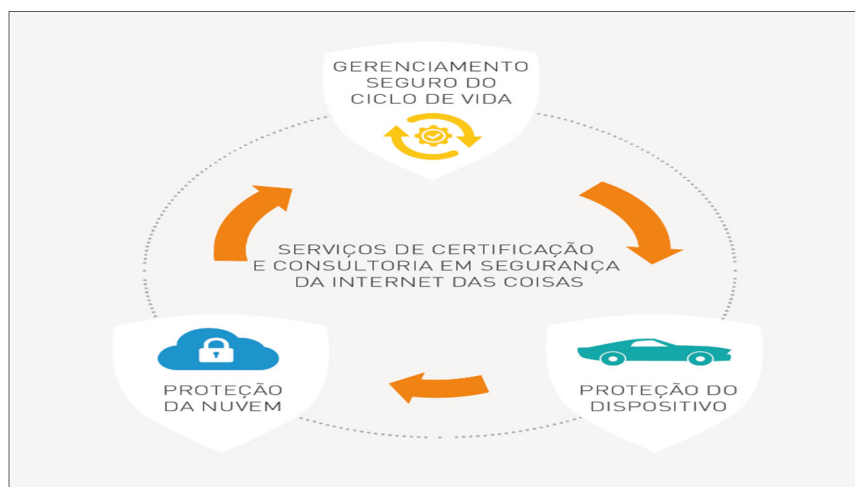 GERENCIAMENTO
SEGURO DO
CICLO DE VIDA
SERVIÇOS DE CERTIFICAÇÃO
E CONSULTORIA EM SEGURANÇA
DA INTERNET DAS COISAS
PROTEÇÃO
DA NUVEM
PROTEÇÃO DO
DISPOSITIVO